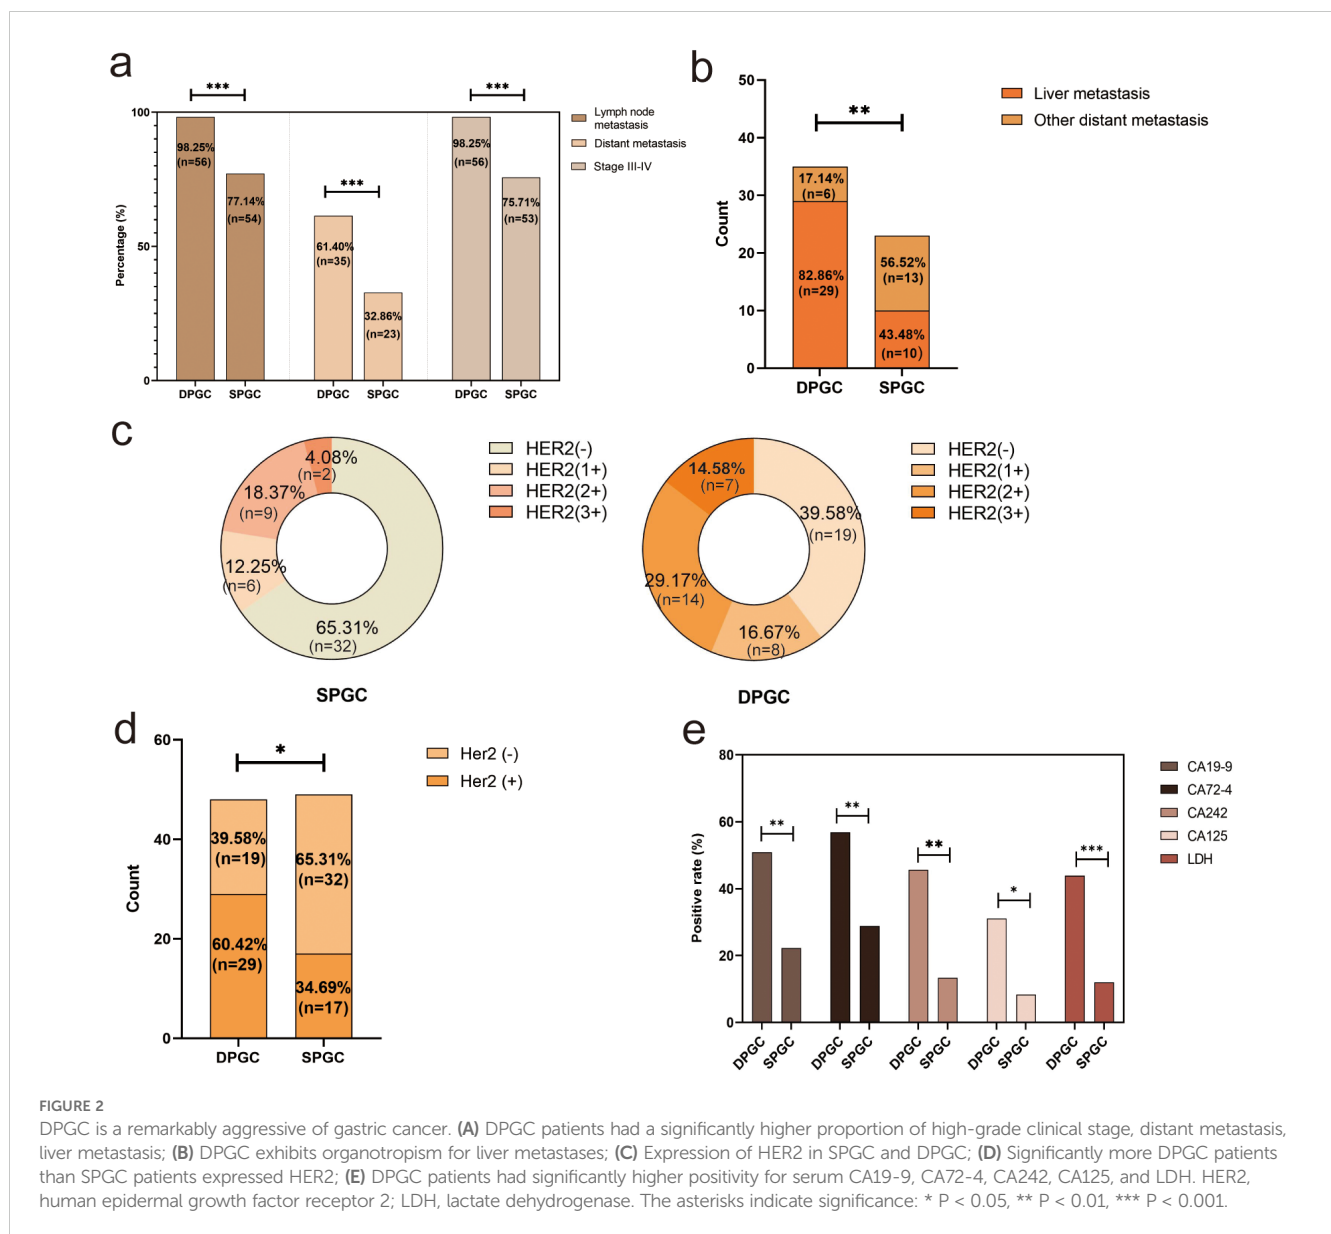 a
***
***
***
100
50
0
Percentage (%)
98.25%
(n=56)
77.14%
(n=54)
61.40%
(n=35)
32.86%
(n=23)
98.25%
(n=56)
75.71%
(n=53)
DPGC
SPGC
DPGC
SPGC
DPGC
SPGC
Lymph node
metastasis
Distant metastasis
Stage III-IV
b
**
50
40
30
20
10
0
Count
17.14%
(n=6)
82.86%
(n=29)
56.52%
(n=13)
43.48%
(n=10)
DPGC
SPGC
Liver metastasis
Other distant metastasis
c
4.08%
(n=2)
18.37%
(n=9)
12.25%
(n=6)
65.31%
(n=32)
SPGC
HER2(-)
HER2(1+)
HER2(2+)
HER2(3+)
14.58%
(n=7)
39.58%
(n=19)
29.17%
(n=14)
16.67%
(n=8)
DPGC
HER2(-)
HER2(1+)
HER2(2+)
HER2(3+)
d
*
60
40
20
0
Count
39.58%
(n=19)
60.42%
(n=29)
65.31%
(n=32)
34.69%
(n=17)
DPGC
SPGC
Her2 (-)
Her2 (+)
e
80
60
40
20
0
Positive rate (%)
**
**
**
*
***
DPGC
SPGC
DPGC
SPGC
DPGC
SPGC
DPGC
SPGC
DPGC
SPGC
CA19-9
CA72-4
CA242
CA125
LDH
FIGURE 2
DPGC is a remarkably aggressive of gastric cancer. (A) DPGC patients had a significantly higher proportion of high-grade clinical stage, distant metastasis,
liver metastasis; (B) DPGC exhibits organotropism for liver metastases; (C) Expression of HER2 in SPGC and DPGC; (D) Significantly more DPGC patients
than SPGC patients expressed HER2; (E) DPGC patients had significantly higher positivity for serum CA19-9, CA72-4, CA242, CA125, and LDH. HER2,
human epidermal growth factor receptor 2; LDH, lactate dehydrogenase. The asterisks indicate significance: * P < 0.05, ** P < 0.01, *** P < 0.001.